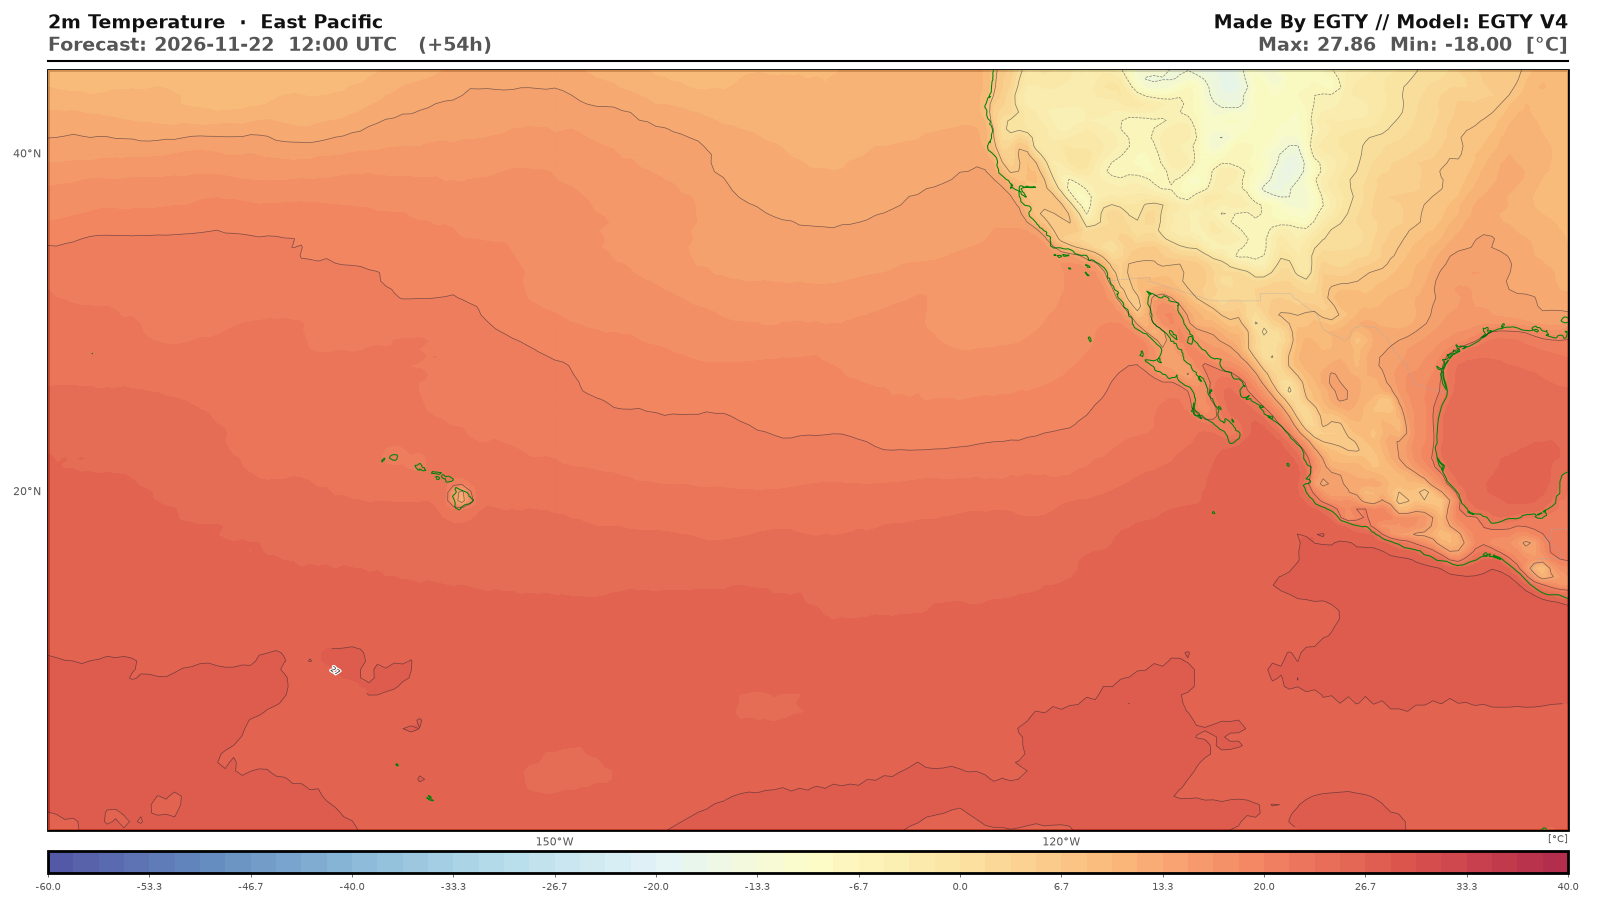 2m Temperature · East Pacific
Made By EGTY // Model: EGTY V4
Forecast: 2026-11-22 12:00 UTC (+54h)
Max: 27.86 Min: -18.00 [°C]
40°N
20°N
27
150°W
120°W
[°C]
-60.0 -53.3 -46.7 -40.0 -33.3 -26.7 -20.0 -13.3 -6.7 0.0 6.7 13.3 20.0 26.7 33.3 40.0